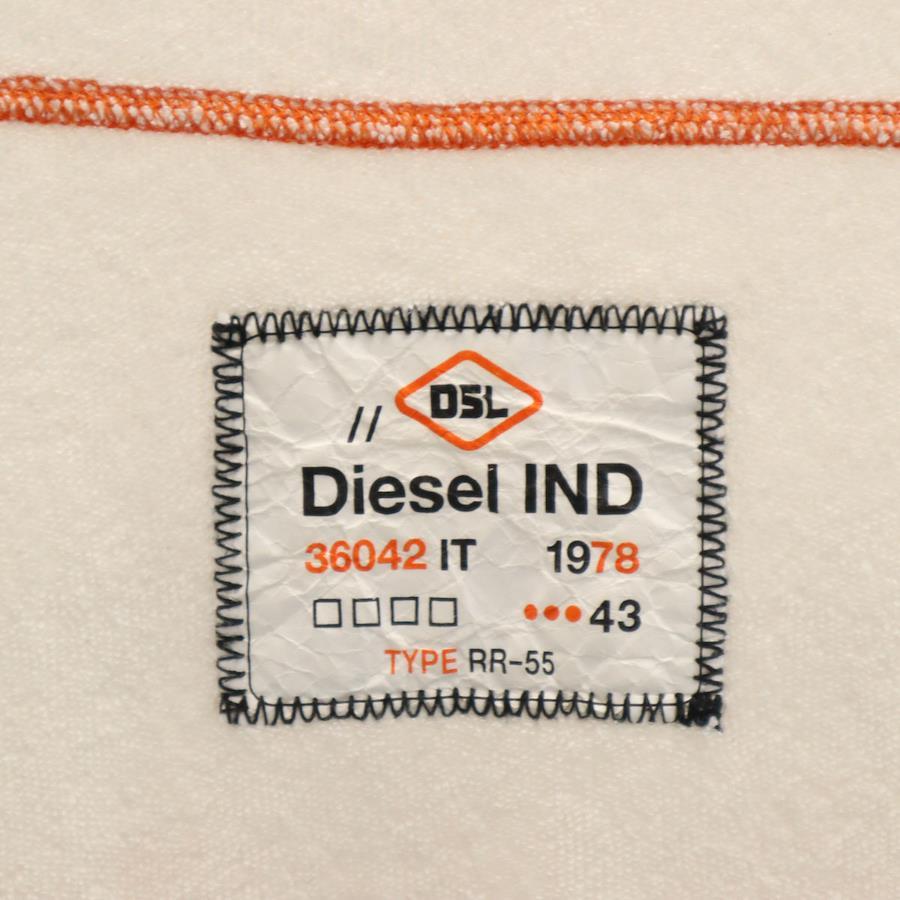 DSL
//
Diesel IND
36042 IT 1978
□□□□ •••43
TYPE RR-55